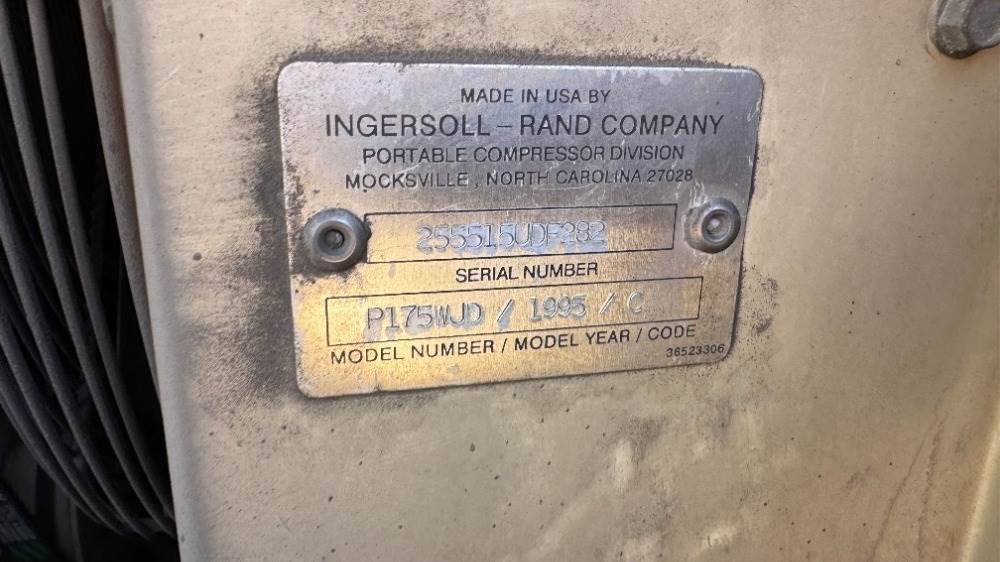 MADE IN USA BY
INGERSOLL-RAND COMPANY
PORTABLE COMPRESSOR DIVISION
MOCKSVILLE, NORTH CAROLINA 27028
255515UDF282
SERIAL NUMBER
P175WJD / 1995 / C
MODEL NUMBER / MODEL YEAR / CODE
36523306